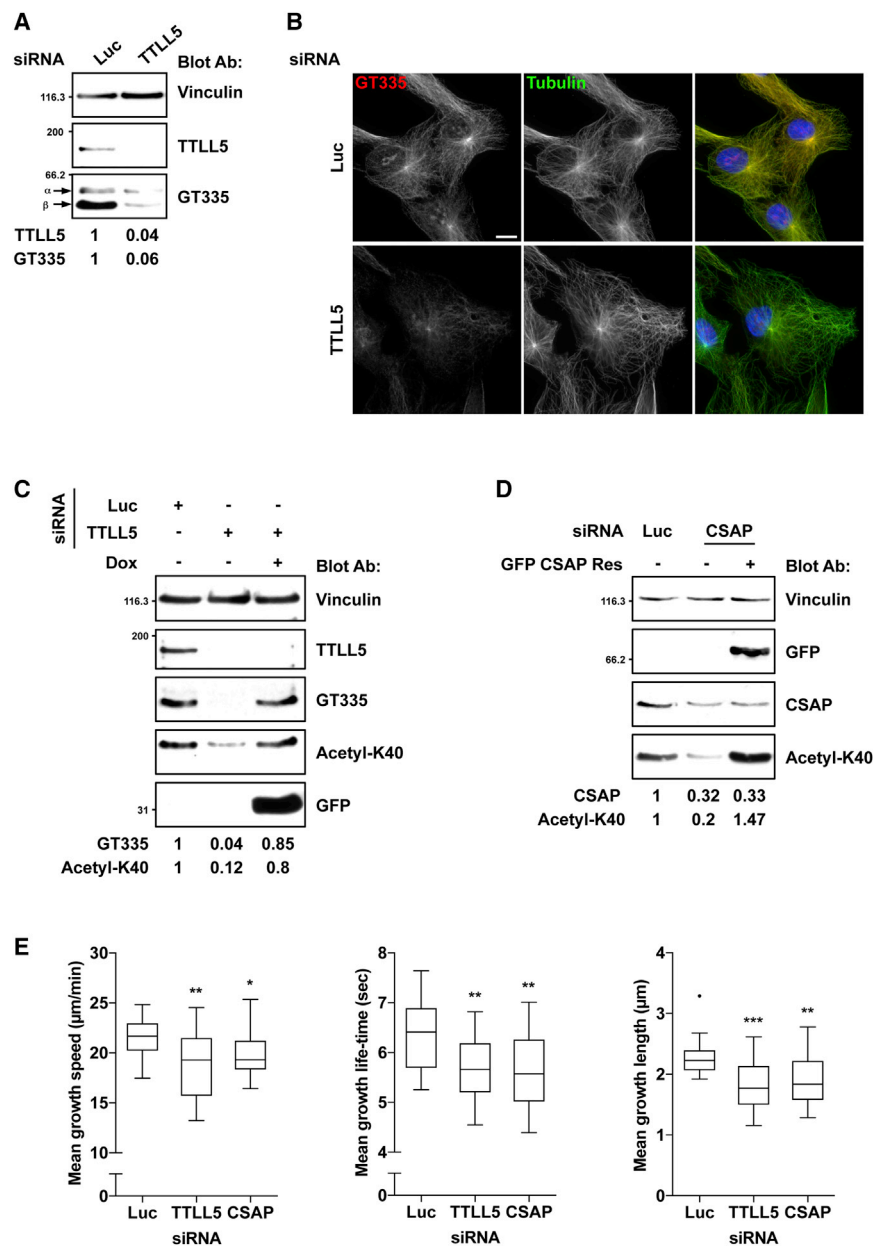 A
siRNA Luc TTLL5 Blot Ab:
116.3 Vinculin
200 TTLL5
66.2
α GT335
β
TTLL5 1 0.04
GT335 1 0.06
B
siRNA
GT335 Tubulin
Luc
TTLL5
C
siRNA
Luc + - -
TTLL5 - + +
Dox - - + Blot Ab:
116.3 Vinculin
200 TTLL5
GT335
Acetyl-K40
31 GFP
GT335 1 0.04 0.85
Acetyl-K40 1 0.12 0.8
D
siRNA Luc CSAP
GFP CSAP Res - - + Blot Ab:
116.3 Vinculin
66.2 GFP
CSAP
Acetyl-K40
CSAP 1 0.32 0.33
Acetyl-K40 1 0.2 1.47
E
Mean growth speed (μm/min)
30
25
20
15
10
0
** *
Luc TTLL5 CSAP
siRNA
Mean growth life-time (sec)
8
7
6
5
4
0
** **
Luc TTLL5 CSAP
siRNA
Mean growth length (μm)
4
3
2
1
0
*** **
Luc TTLL5 CSAP
siRNA